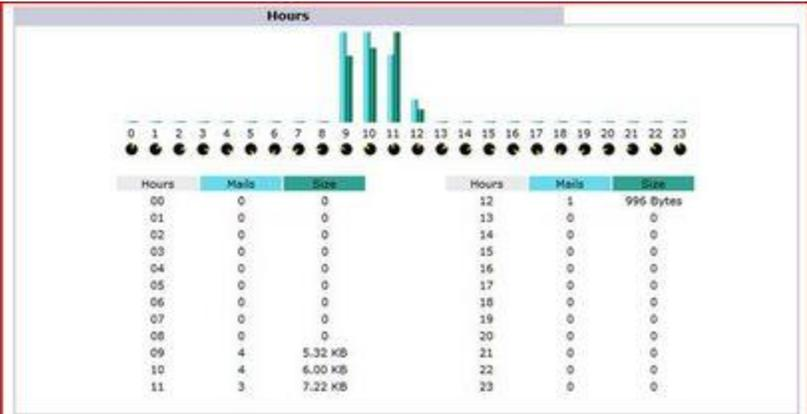 Hours
0 1 2 3 4 5 6 7 8 9 10 11 12 13 14 15 16 17 18 19 20 21 22 23
Hours Mails Size Hours Mails Size
00 0 0 12 1 996 Bytes
01 0 0 13 0 0
02 0 0 14 0 0
03 0 0 15 0 0
04 0 0 16 0 0
05 0 0 17 0 0
06 0 0 18 0 0
07 0 0 19 0 0
08 0 0 20 0 0
09 4 5.32 KB 21 0 0
10 4 6.00 KB 22 0 0
11 3 7.22 KB 23 0 0